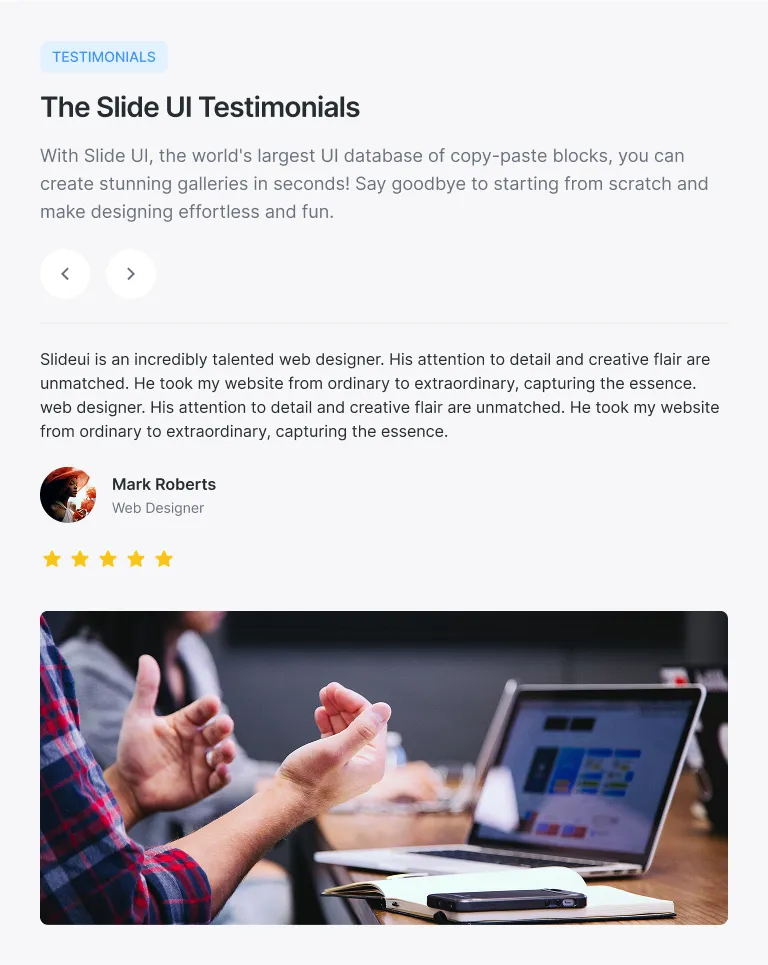 TESTIMONIALS
The Slide UI Testimonials
With Slide UI, the world's largest UI database of copy-paste blocks, you can
create stunning galleries in seconds! Say goodbye to starting from scratch and
make designing effortless and fun.
Slideui is an incredibly talented web designer. His attention to detail and creative flair are
unmatched. He took my website from ordinary to extraordinary, capturing the essence.
web designer. His attention to detail and creative flair are unmatched. He took my website
from ordinary to extraordinary, capturing the essence.
Mark Roberts
Web Designer